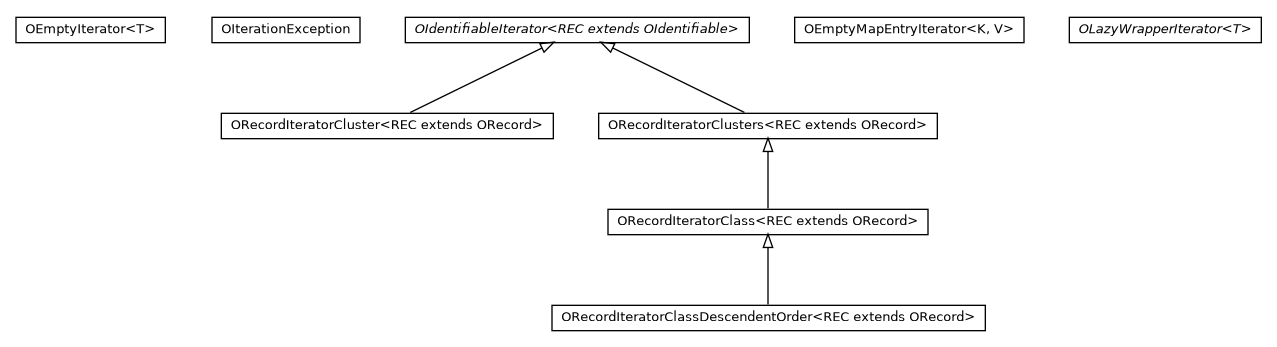 OEmptyIterator<T>
OIterationException
OIdentifiableIterator<REC extends OIdentifiable>
OEmptyMapEntryIterator<K, V>
OLazyWrapperIterator<T>
ORecordIteratorCluster<REC extends ORecord>
ORecordIteratorClusters<REC extends ORecord>
ORecordIteratorClass<REC extends ORecord>
ORecordIteratorClassDescendentOrder<REC extends ORecord>